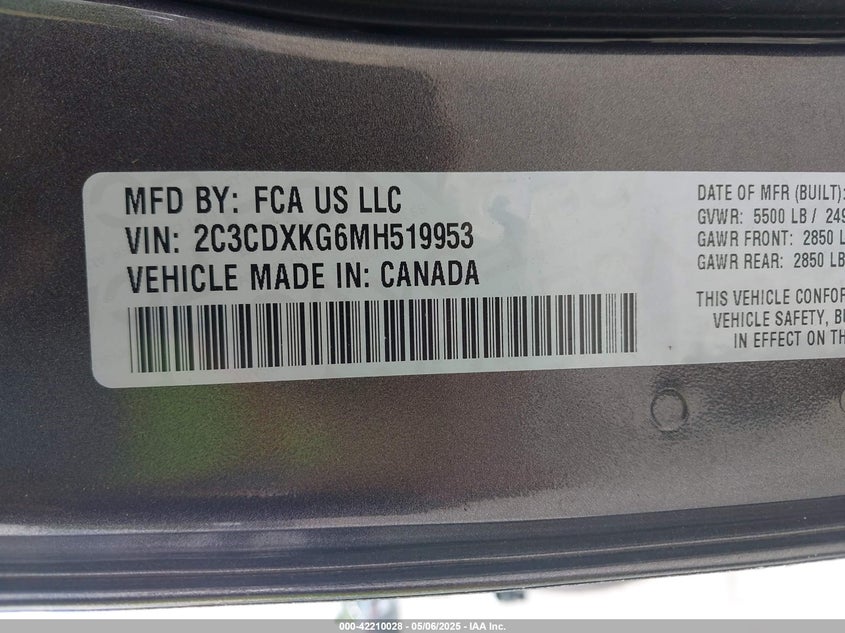 MFD BY: FCA US LLC
VIN: 2C3CDXKG6MH519953
VEHICLE MADE IN: CANADA
DATE OF MFR (BUILT):
GVWR: 5500 LB / 249
GAWR FRONT: 2850 L
GAWR REAR: 2850 LB
THIS VEHICLE CONFOR
VEHICLE SAFETY, B
IN EFFECT ON TH
000-42210028 - 05/06/2025 - IAA Inc.